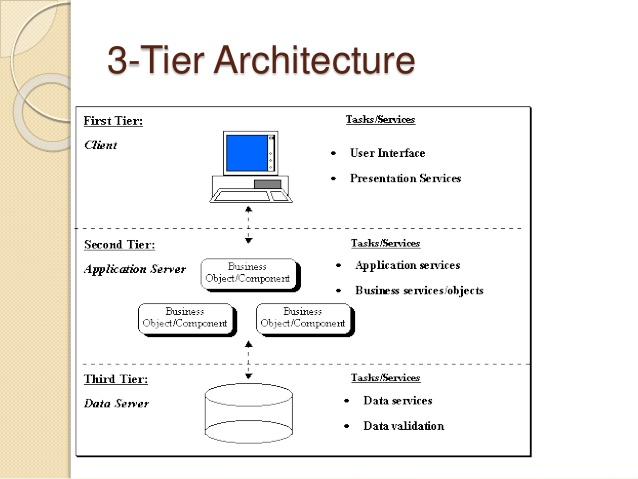 3-Tier Architecture
First Tier:
Client
Tasks/Services
• User Interface
• Presentation Services
Second Tier:
Application Server
Business
Object/Component
Business
Object/Component
Business
Object/Component
Tasks/Services
• Application services
• Business services/objects
Third Tier:
Data Server
Tasks/Services
• Data services
• Data validation